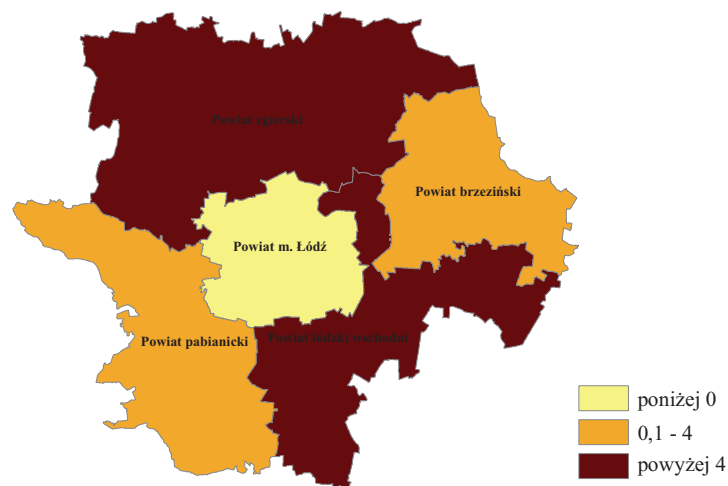 Powiat zgierski
Powiat brzeziński
Powiat m. Łódź
Powiat pabianicki
Powiat łódzki wschodni
poniżej 0
0,1 - 4
powyżej 4